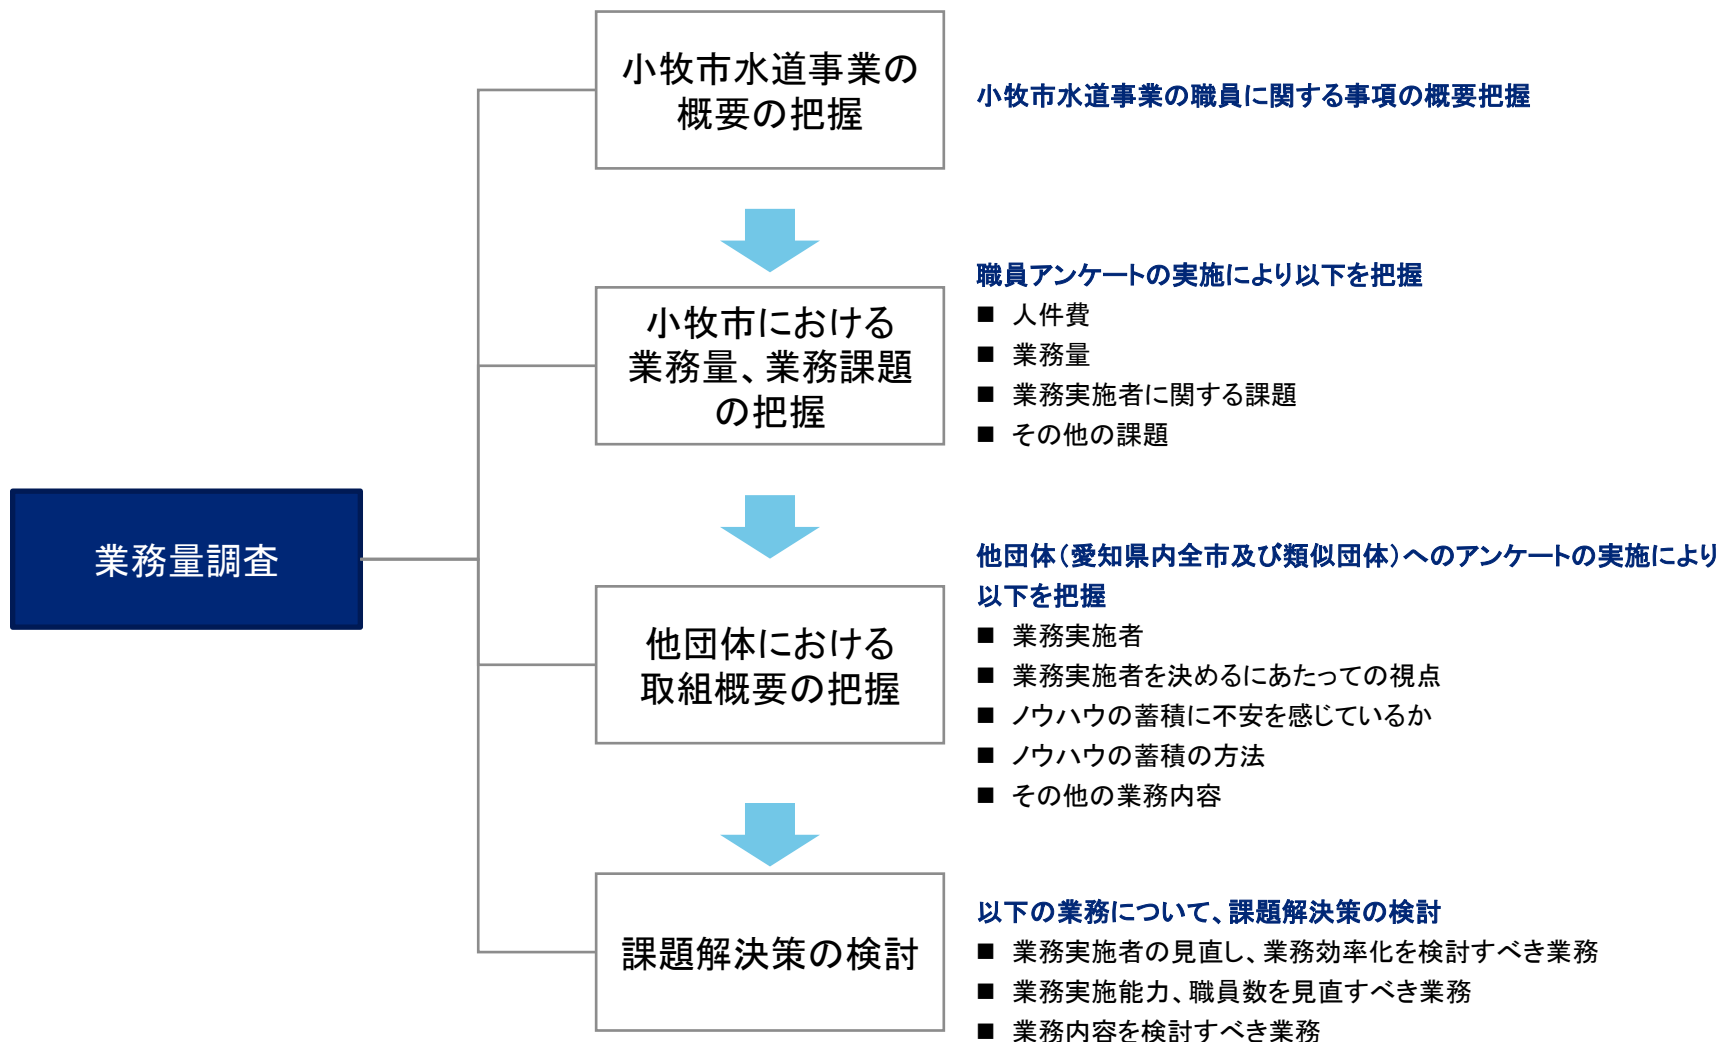 小牧市水道事業の
概要の把握
小牧市水道事業の職員に関する事項の概要把握
小牧市における
業務量、業務課題
の把握
職員アンケートの実施により以下を把握
■ 人件費
■ 業務量
■ 業務実施者に関する課題
■ その他の課題
業務量調査
他団体における
取組概要の把握
他団体(愛知県内全市及び類似団体)へのアンケートの実施により
以下を把握
■ 業務実施者
■ 業務実施者を決めるにあたっての視点
■ ノウハウの蓄積に不安を感じているか
■ ノウハウの蓄積の方法
■ その他の業務内容
課題解決策の検討
以下の業務について、課題解決策の検討
■ 業務実施者の見直し、業務効率化を検討すべき業務
■ 業務実施能力、職員数を見直すべき業務
■ 業務内容を検討すべき業務